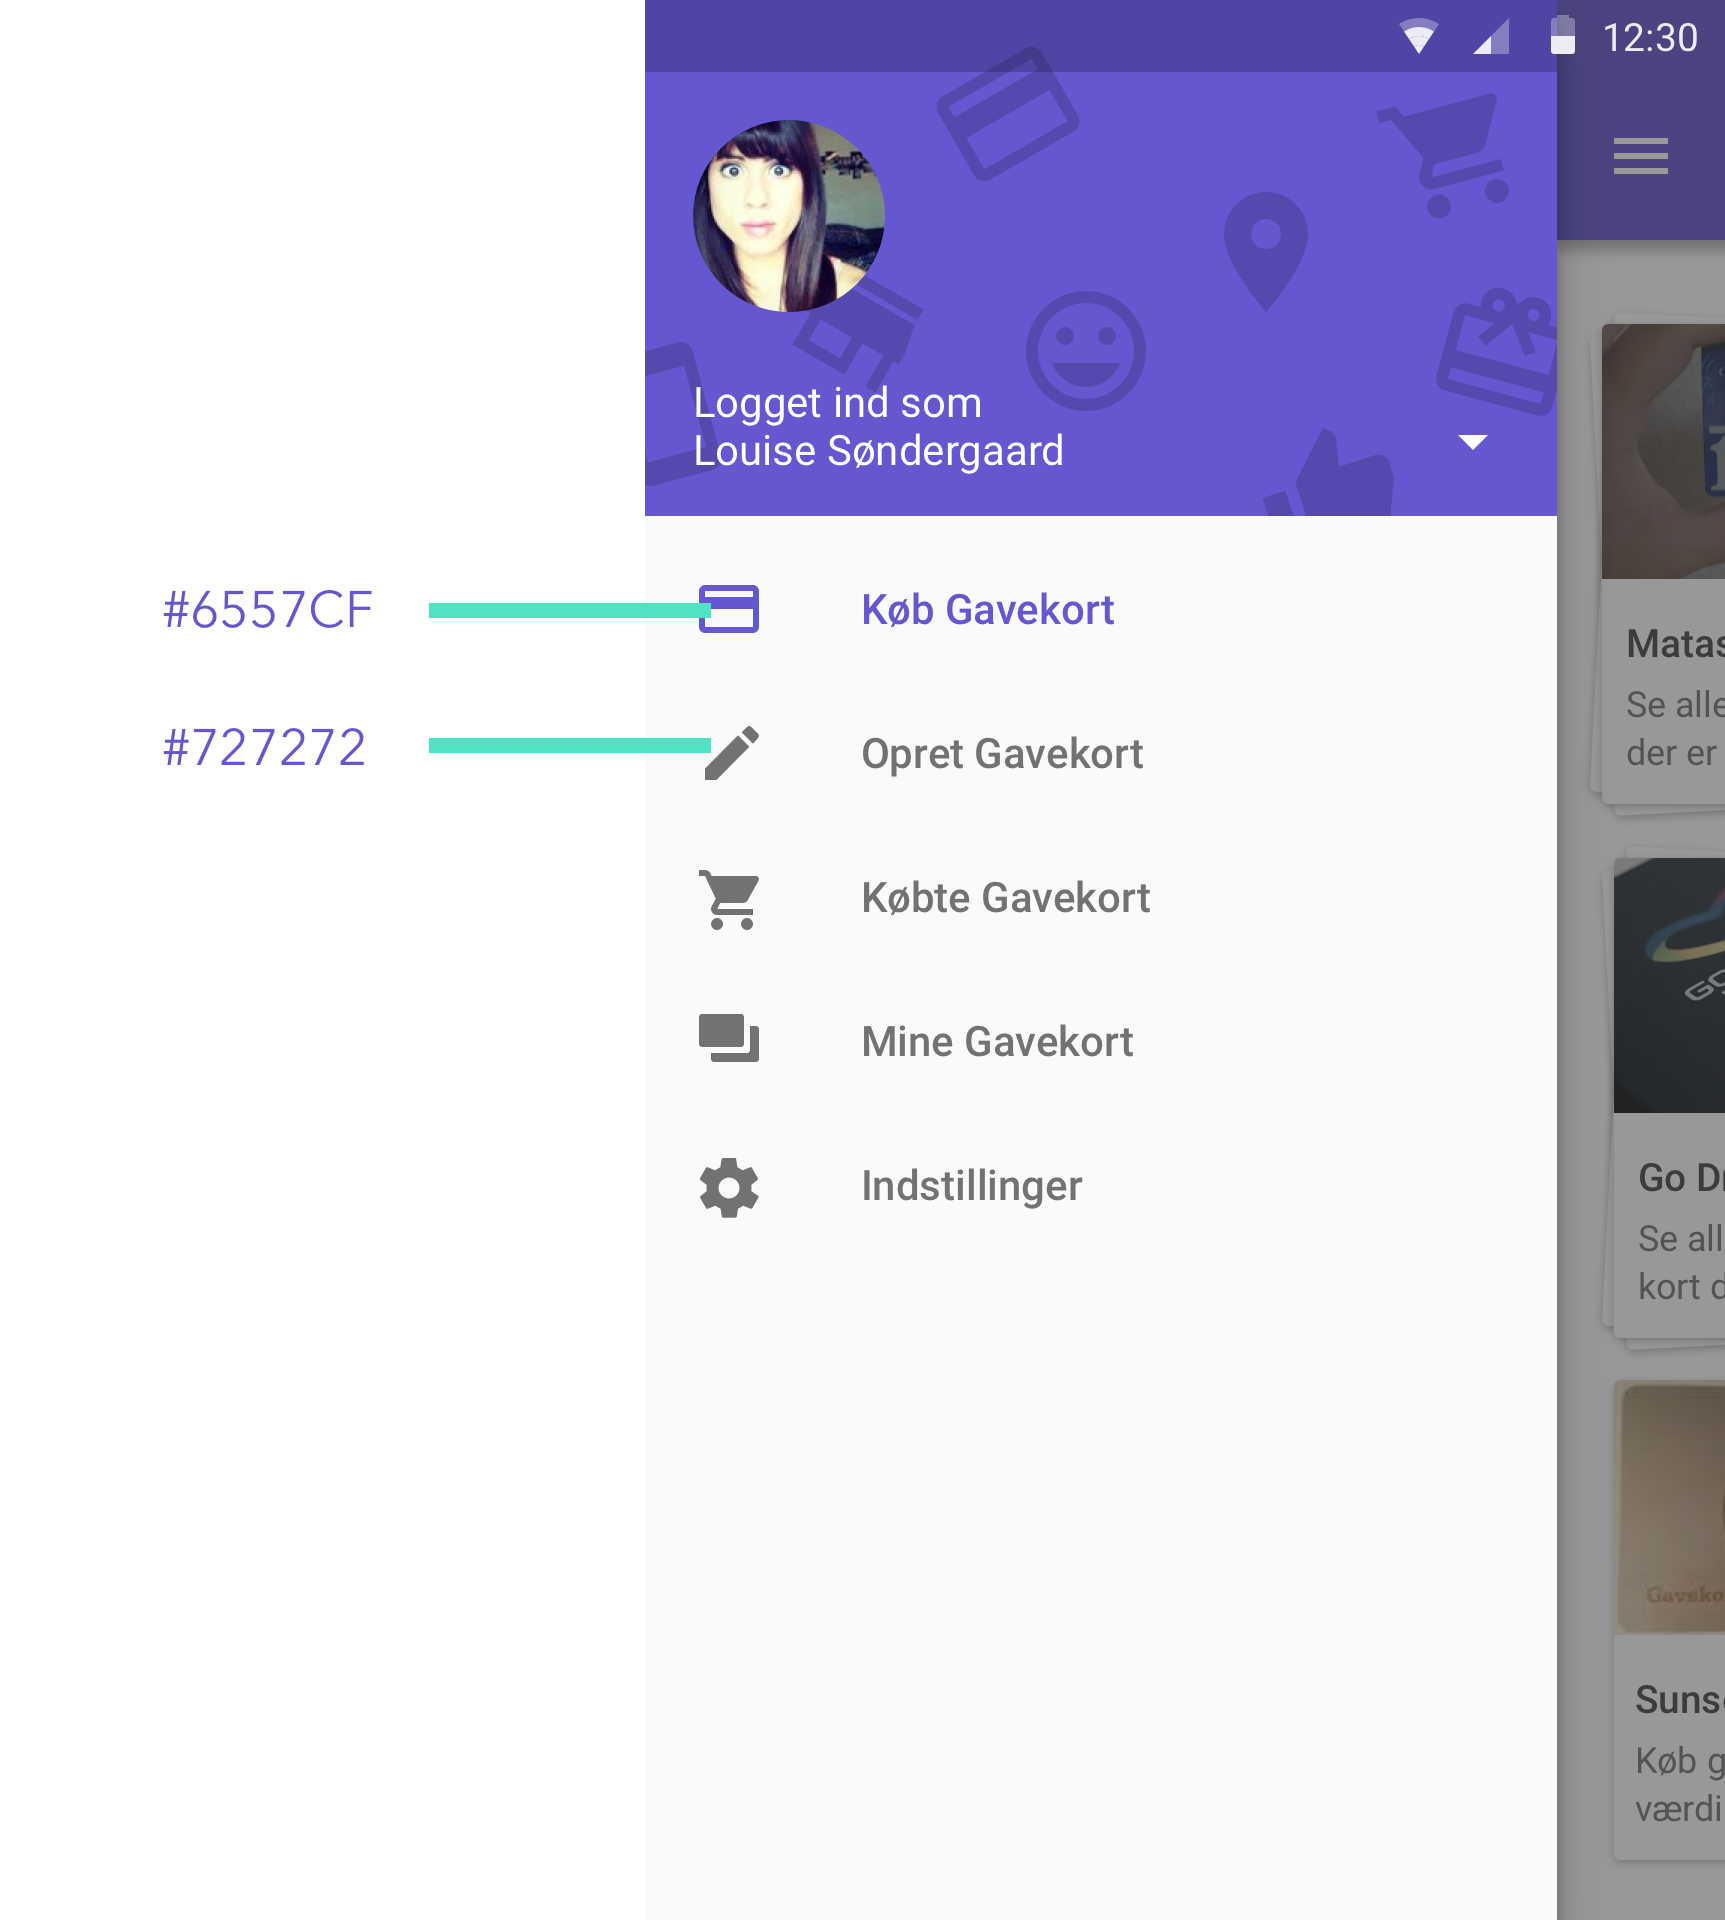 12:30
Logget ind som
Louise Søndergaard
#6557CF
Køb Gavekort
#727272
Opret Gavekort
Købte Gavekort
Mine Gavekort
Indstillinger
Matas
Se alle
der er
Go
Se all
kort
Køb
værdi
Gaveko